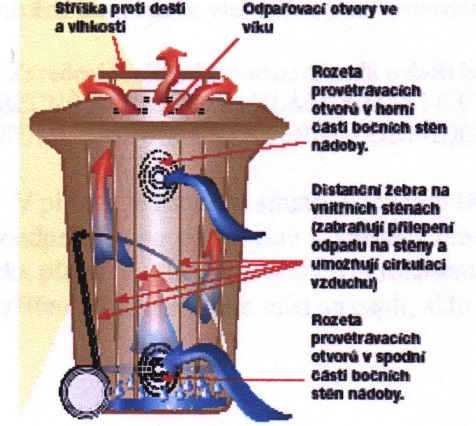 Stříška proti dešti
a vlhkosti
Odpařovací otvory ve
víku
Rozeta
provětrávacích
otvorů v horní
části bočních stěn
nádoby.
Distanční žebra na
vnitřních stěnách
(zabraňují přilepení
odpadu na stěny a
umožňují cirkulaci
vzduchu)
Rozeta
provětrávacích
otvorů v spodní
části bočních
stěn nádoby.